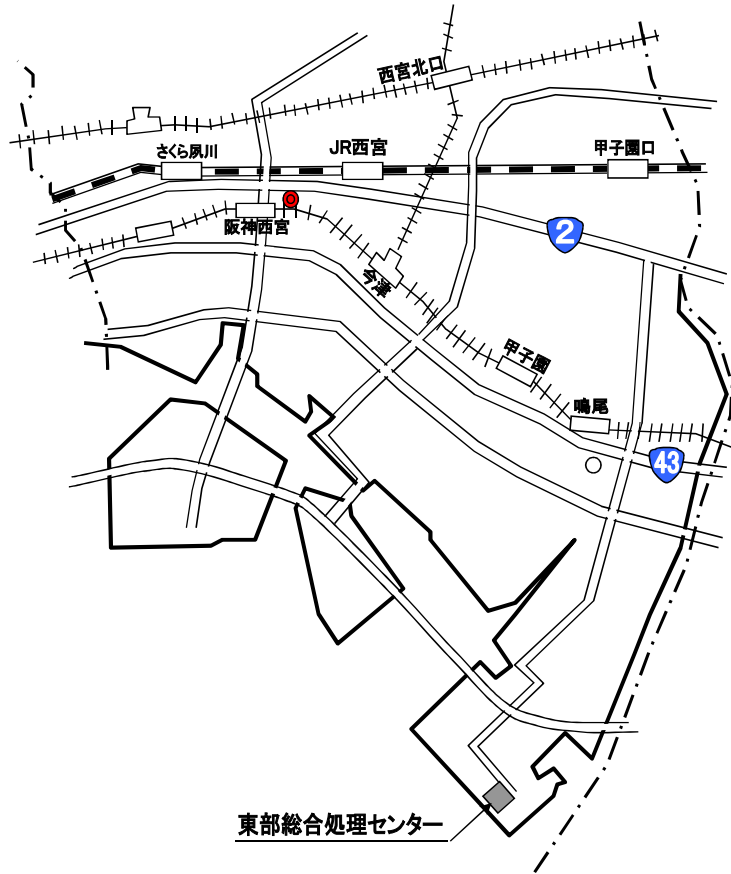 西宮北口
さくら夙川
JR西宮
甲子園口
阪神西宮
2
今津
甲子園
鳴尾
43
東部総合処理センター